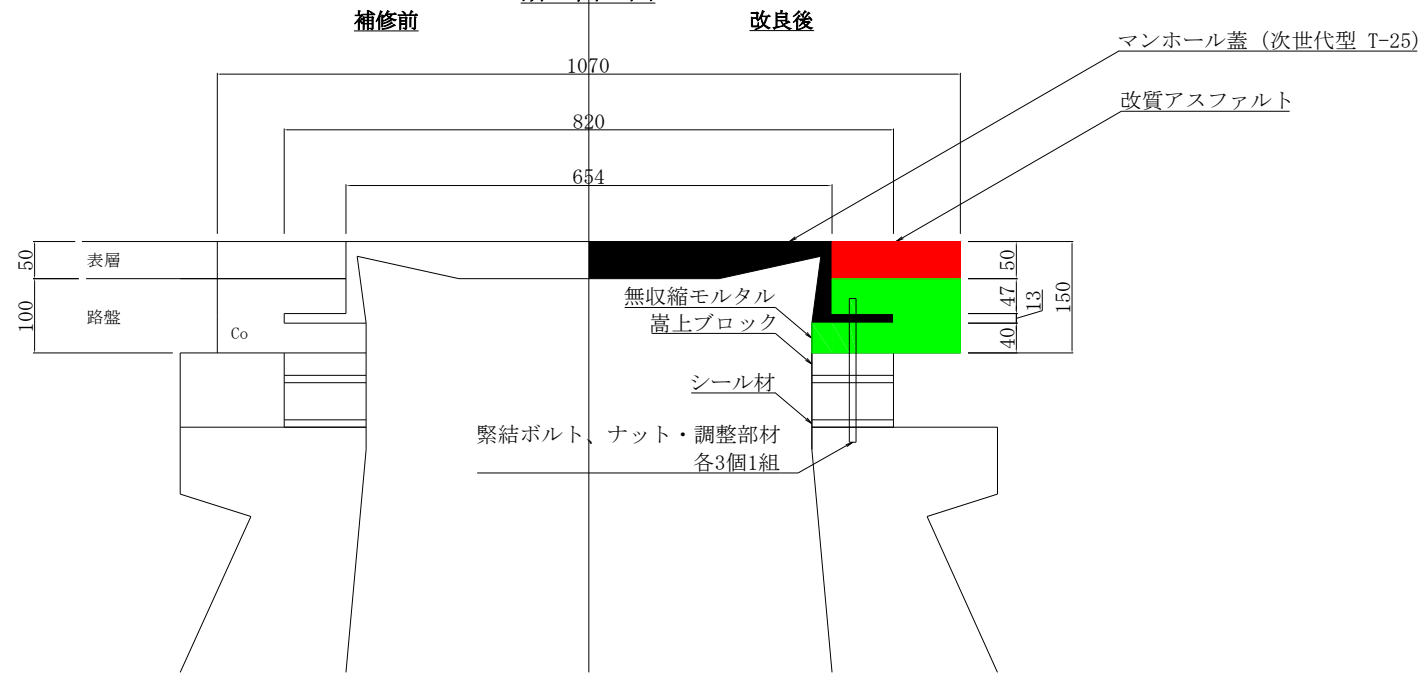 補修前
改良後
マンホール蓋 (次世代型 T-25)
1070
改質アスファルト
820
654
50
表層
50
無収縮モルタル
47
13
150
100
路盤
嵩上ブロック
Co
40
シール材
緊結ボルト、ナット・調整部材
各3個1組